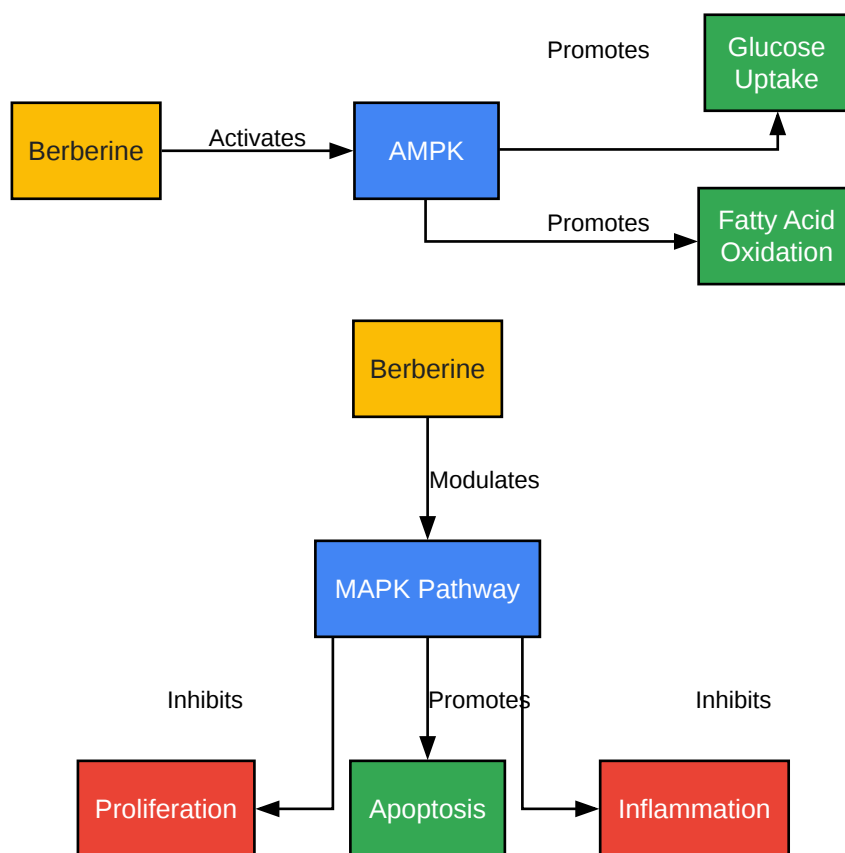 Promotes
Glucose
Uptake
Berberine
Activates
AMPK
Promotes
Fatty Acid
Oxidation
Berberine
Modulates
MAPK Pathway
Inhibits
Promotes
Inhibits
Proliferation
Apoptosis
Inflammation